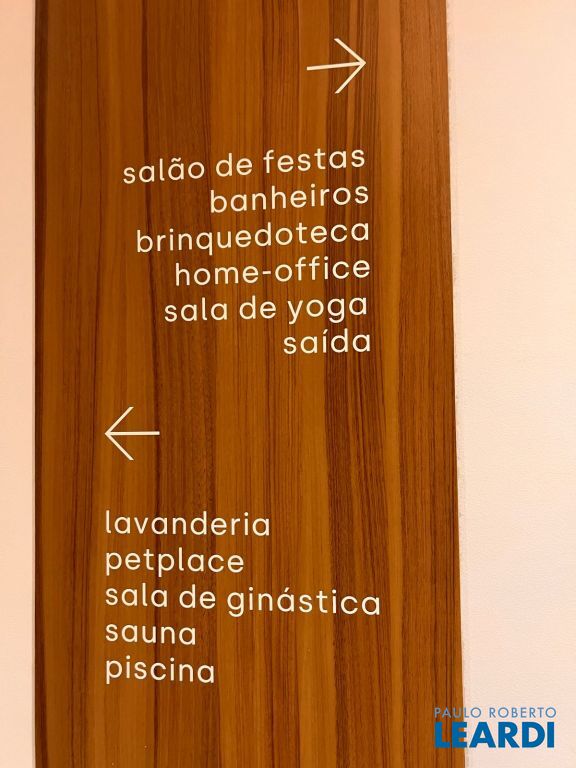 salão de festas
banheiros
brinquedoteca
home-office
sala de yoga
saída
lavanderia
petplace
sala de ginástica
sauna
piscina
PAULO ROBERTO
LEARDI